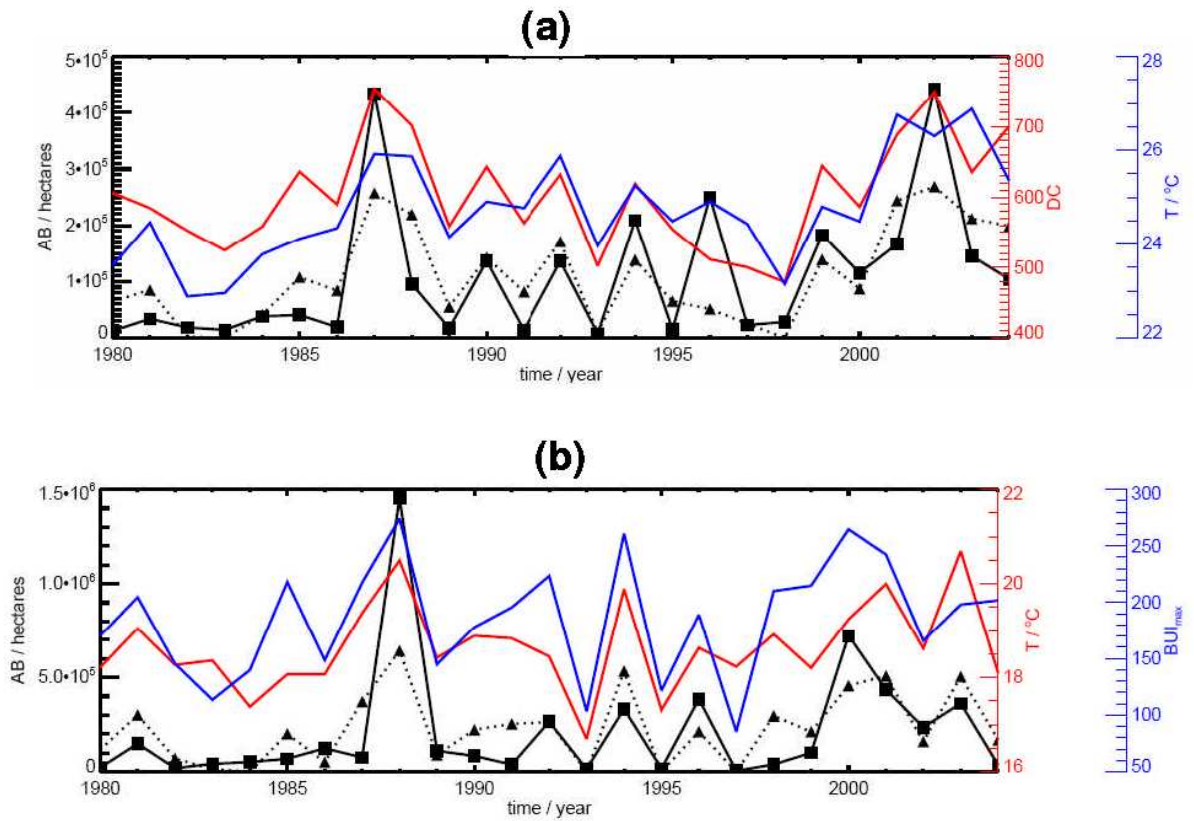 (a)
5•10⁵
4•10⁵
3•10⁵
2•10⁵
1•10⁵
0
AB / hectares
1980 1985 1990 1995 2000
time / year
800
700
600
500
400
DC
28
26
24
22
T / °C
(b)
1.5•10⁶
1.0•10⁶
5.0•10⁵
0
AB / hectares
1980 1985 1990 1995 2000
time / year
22
20
18
16
T / °C
300
250
200
150
100
50
BUImax